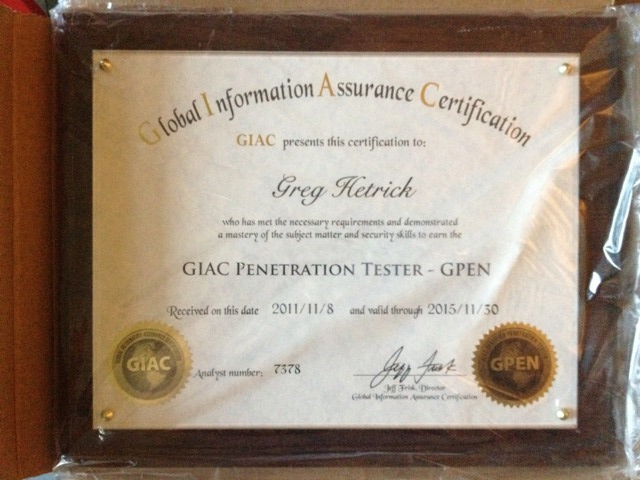 Global Information Assurance Certification
GIAC presents this certification to:
Greg Hetrick
who has met the necessary requirements and demonstrated
a mastery of the subject matter and security skills to earn the
GIAC Penetration Tester - GPEN
Received on this date 2011/11/8 and valid through 2015/11/30
GIAC
Analyst number: 7378
Jeff Frisk
Jeff Frisk, Director
Global Information Assurance Certification
GPEN